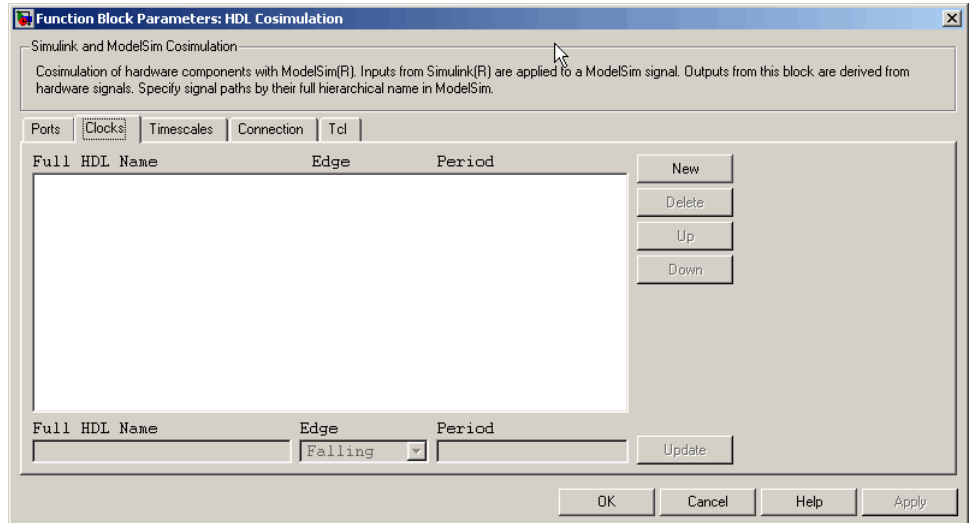 Function Block Parameters: HDL Cosimulation
Simulink and ModelSim Cosimulation
Cosimulation of hardware components with ModelSim(R). Inputs from Simulink(R) are applied to a ModelSim signal. Outputs from this block are derived from
hardware signals. Specify signal paths by their full hierarchical name in ModelSim.
Ports Clocks Timescales Connection Tcl
Full HDL Name Edge Period
New
Delete
Up
Down
Full HDL Name Edge Period
Falling Update
OK Cancel Help Apply